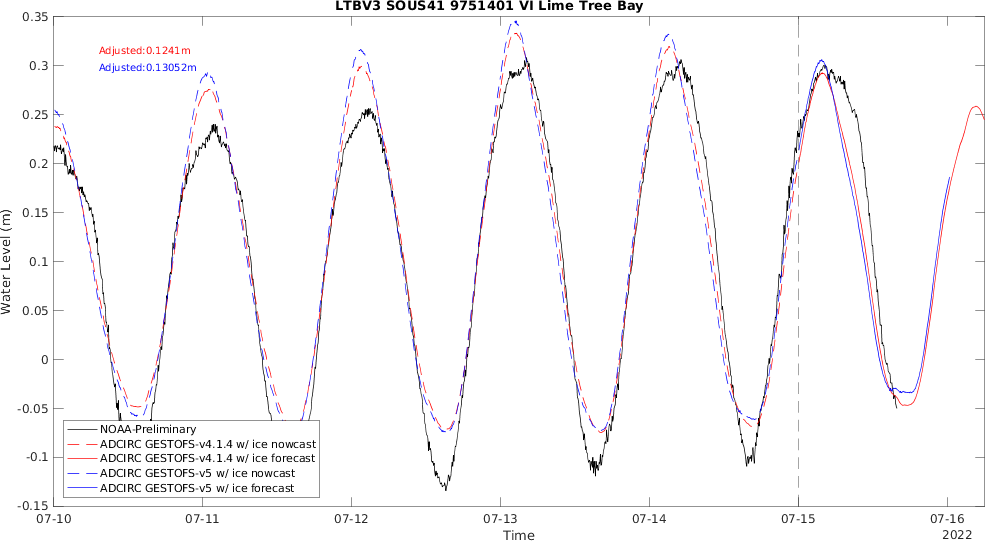 LTBV3 SOUS41 9751401 VI Lime Tree Bay
0.35
0.3
0.25
0.2
0.15
0.1
0.05
0
-0.05
-0.1
-0.15
Water Level (m)
Adjusted:0.1241m
Adjusted:0.13052m
NOAA-Preliminary
ADCIRC GESTOFS-v4.1.4 w/ ice nowcast
ADCIRC GESTOFS-v4.1.4 w/ ice forecast
ADCIRC GESTOFS-v5 w/ ice nowcast
ADCIRC GESTOFS-v5 w/ ice forecast
07-10 07-11 07-12 07-13 07-14 07-15 07-16
2022
Time